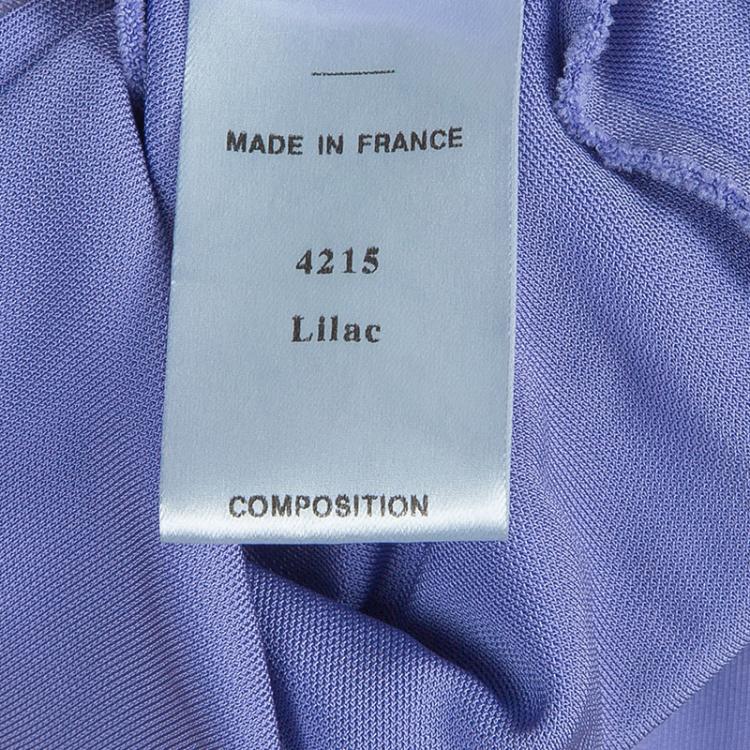 MADE IN FRANCE
4215
Lilac
COMPOSITION